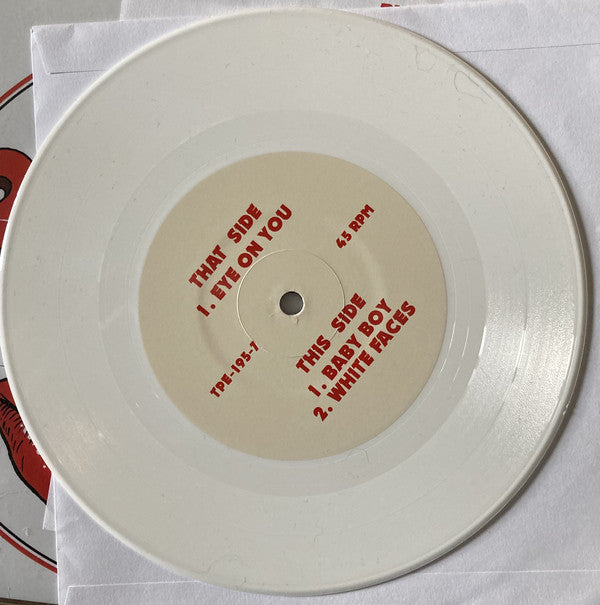 THAT SIDE
1. EYE ON YOU
45 RPM
TPE-195-7
THIS SIDE
1. BABY BOY
2. WHITE FACES